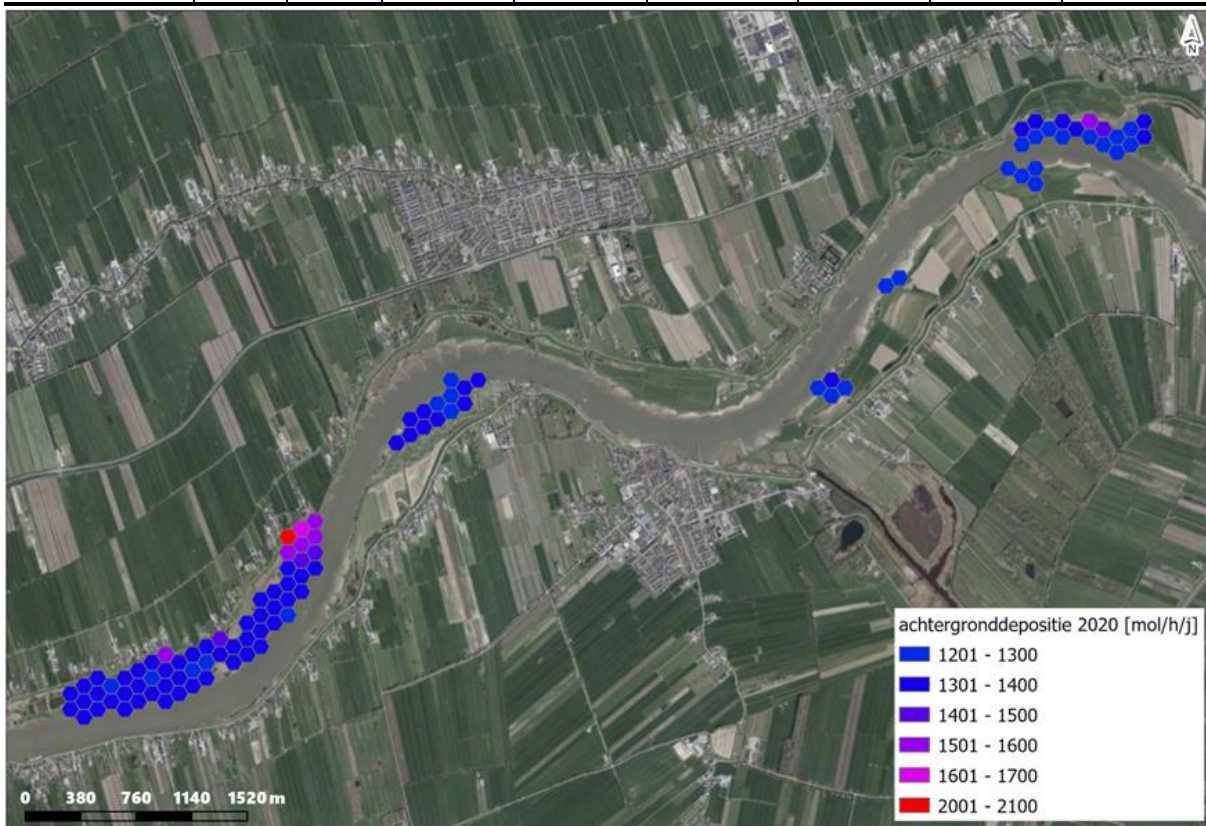 N
achtergronddepositie 2020 [mol/h/j]
1201 - 1300
1301 - 1400
1401 - 1500
1501 - 1600
1601 - 1700
2001 - 2100
0 380 760 1140 1520 m